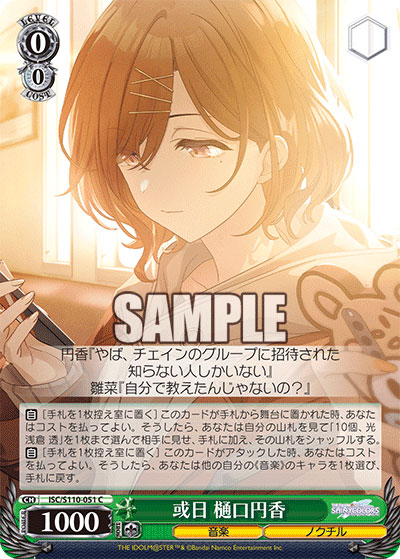 LEVEL
0
0
COST
SAMPLE
円香『やば、チェインのグループに招待された
知らない人しかいない』
雛菜『自分で教えたんじゃないの?』
自 [手札を1枚控え室に置く] このカードが手札から舞台に置かれた時、あなた
はコストを払ってよい。そうしたら、あなたは自分の山札を見て「10個、光
浅倉 透」を1枚まで選んで相手に見せ、手札に加え、その山札をシャッフルする。
自 [手札を1枚控え室に置く] このカードがアタックした時、あなたはコストを
払ってよい。そうしたら、あなたは他の自分の《音楽》のキャラを1枚選び、
手札に戻す。
CH ISC/S110-051 C
POWER
1000
或日 樋口円香
SHINYCOLORS
音楽
ノクチル
THE IDOLM@STER™& ©Bandai Namco Entertainment Inc.